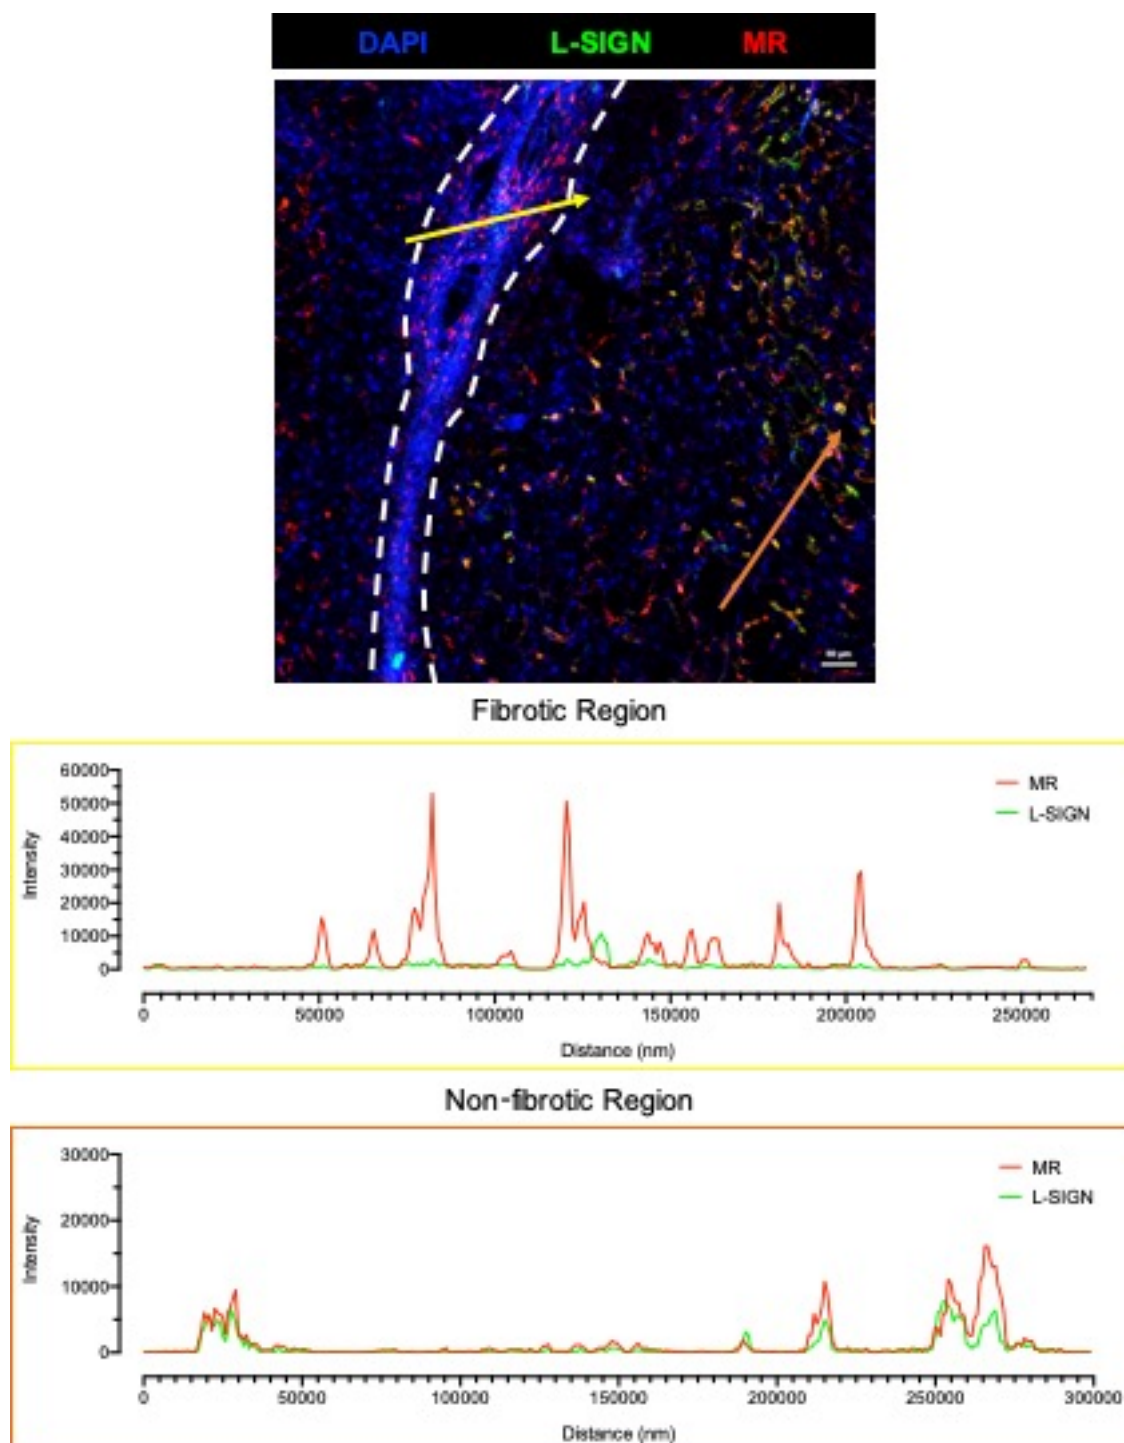 DAPI L-SIGN MR
50 µm
Fibrotic Region
60000
50000
40000
30000
20000
10000
0
Intensity
MR
L-SIGN
0 50000 100000 150000 200000 250000
Distance (nm)
Non-fibrotic Region
30000
20000
10000
0
Intensity
MR
L-SIGN
0 50000 100000 150000 200000 250000 300000
Distance (nm)